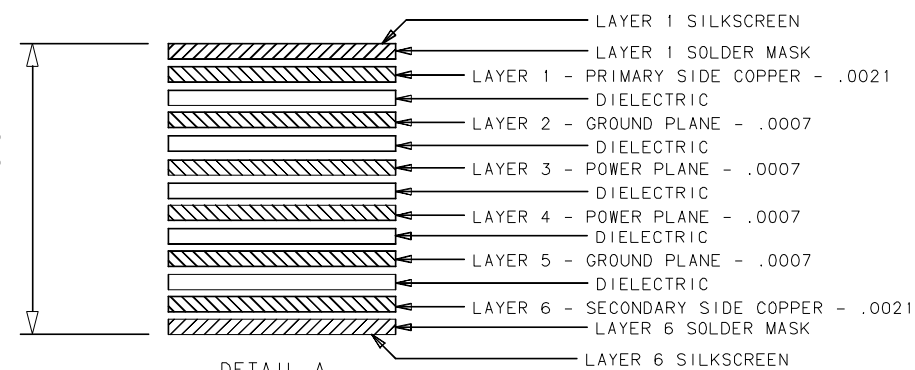 LAYER 1 SILKSCREEN
LAYER 1 SOLDER MASK
LAYER 1 - PRIMARY SIDE COPPER - .0021
DIELECTRIC
LAYER 2 - GROUND PLANE - .0007
DIELECTRIC
LAYER 3 - POWER PLANE - .0007
DIELECTRIC
LAYER 4 - POWER PLANE - .0007
DIELECTRIC
LAYER 5 - GROUND PLANE - .0007
DIELECTRIC
LAYER 6 - SECONDARY SIDE COPPER - .0021
LAYER 6 SOLDER MASK
LAYER 6 SILKSCREEN
DETAIL A